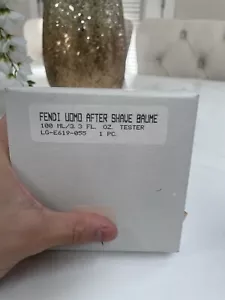 FENDI UOMO AFTER SHAVE BAUME
100 ML/3.3 FL. OZ. TESTER
LG-E619-055 1 PC.